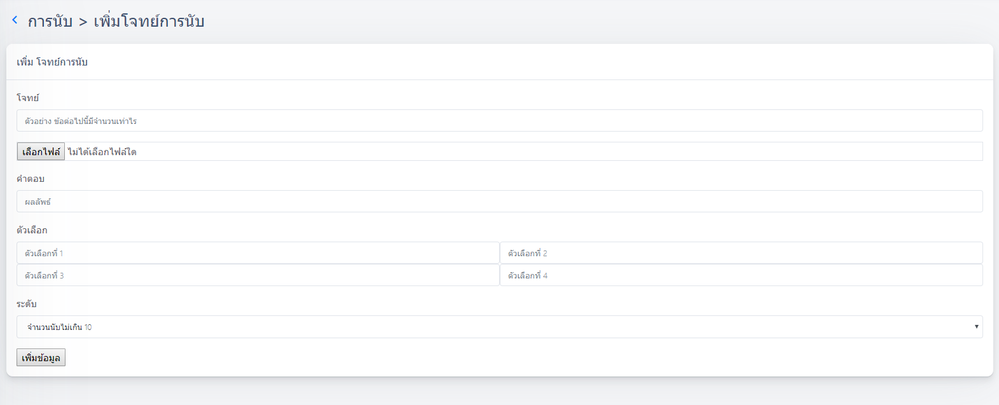 การนับ > เพิ่มโจทย์การนับ
เพิ่ม โจทย์การนับ
โจทย์
ตัวอย่าง ข้อต่อไปนี้มีจำนวนเท่าไร
เลือกไฟล์ ไม่ได้เลือกไฟล์ใด
คำตอบ
ผลลัพธ์
ตัวเลือก
ตัวเลือกที่ 1 ตัวเลือกที่ 2
ตัวเลือกที่ 3 ตัวเลือกที่ 4
ระดับ
จำนวนนับไม่เกิน 10
เพิ่มข้อมูล